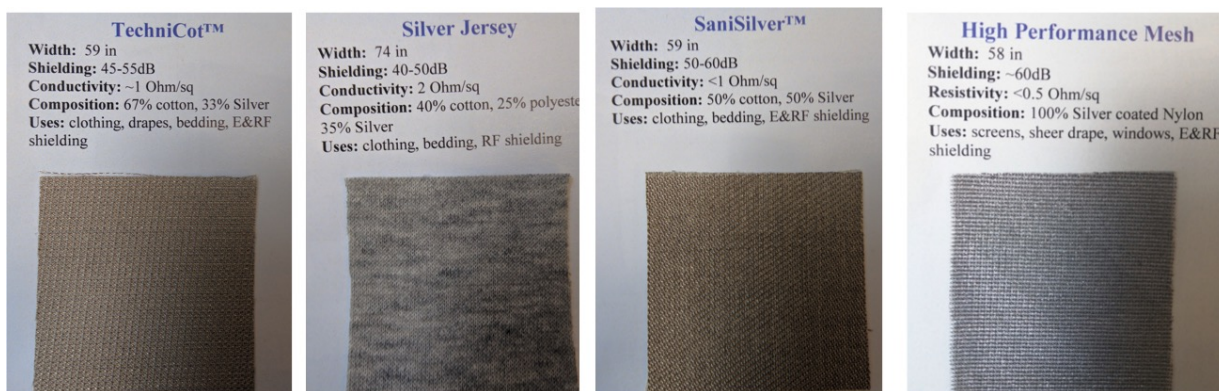 TechniCot™
Width: 59 in
Shielding: 45-55dB
Conductivity: ~1 Ohm/sq
Composition: 67% cotton, 33% Silver
Uses: clothing, drapes, bedding, E&RF
shielding
Silver Jersey
Width: 74 in
Shielding: 40-50dB
Conductivity: 2 Ohm/sq
Composition: 40% cotton, 25% polyeste
35% Silver
Uses: clothing, bedding, RF shielding
SaniSilver™
Width: 59 in
Shielding: 50-60dB
Conductivity: <1 Ohm/sq
Composition: 50% cotton, 50% Silver
Uses: clothing, bedding, E&RF shielding
High Performance Mesh
Width: 58 in
Shielding: ~60dB
Resistivity: <0.5 Ohm/sq
Composition: 100% Silver coated Nylon
Uses: screens, sheer drape, windows, E&RF
shielding